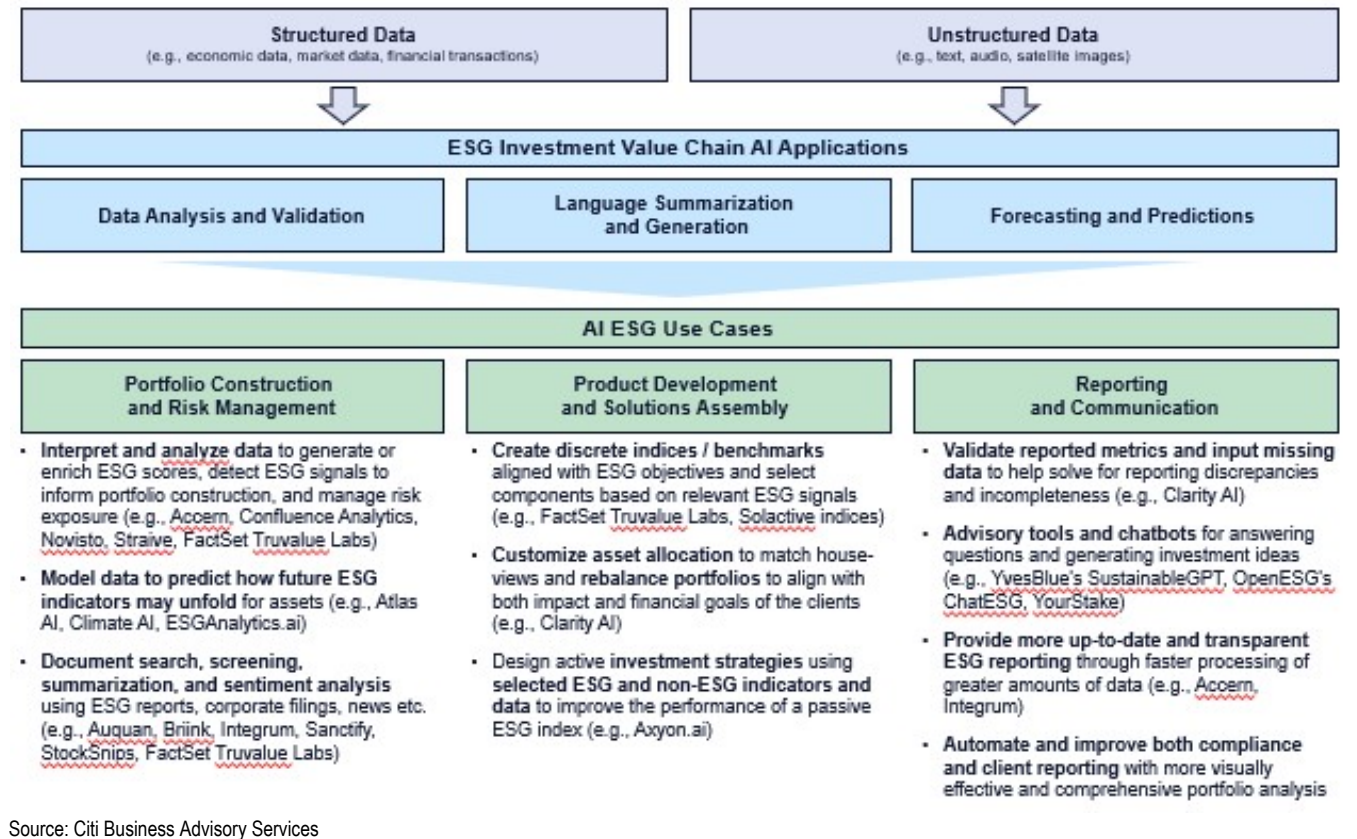 Structured Data
(e.g., economic data, market data, financial transactions)
Unstructured Data
(e.g., text, audio, satellite images)
ESG Investment Value Chain AI Applications
Data Analysis and Validation
Language Summarization
and Generation
Forecasting and Predictions
AI ESG Use Cases
Portfolio Construction
and Risk Management
▪ Interpret and analyze data to generate or
enrich ESG scores, detect ESG signals to
inform portfolio construction, and manage risk
exposure (e.g., Accern, Confluence Analytics,
Novisto, Straive, FactSet Truvalue Labs)
▪ Model data to predict how future ESG
indicators may unfold for assets (e.g., Atlas
AI, Climate AI, ESGAnalytics.ai)
▪ Document search, screening,
summarization, and sentiment analysis
using ESG reports, corporate filings, news etc.
(e.g., Auquan, Briink, Integrum, Sanctify,
StockSnips, FactSet Truvalue Labs)
Product Development
and Solutions Assembly
▪ Create discrete indices / benchmarks
aligned with ESG objectives and select
components based on relevant ESG signals
(e.g., FactSet Truvalue Labs, Solactive indices)
▪ Customize asset allocation to match house-
views and rebalance portfolios to align with
both impact and financial goals of the clients
(e.g., Clarity AI)
▪ Design active investment strategies using
selected ESG and non-ESG indicators and
data to improve the performance of a passive
ESG index (e.g., Axyon.ai)
Reporting
and Communication
▪ Validate reported metrics and input missing
data to help solve for reporting discrepancies
and incompleteness (e.g., Clarity AI)
▪ Advisory tools and chatbots for answering
questions and generating investment ideas
(e.g., YvesBlue's SustainableGPT, OpenESG's
ChatESG, YourStake)
▪ Provide more up-to-date and transparent
ESG reporting through faster processing of
greater amounts of data (e.g., Accern,
Integrum)
▪ Automate and improve both compliance
and client reporting with more visually
effective and comprehensive portfolio analysis
Source: Citi Business Advisory Services